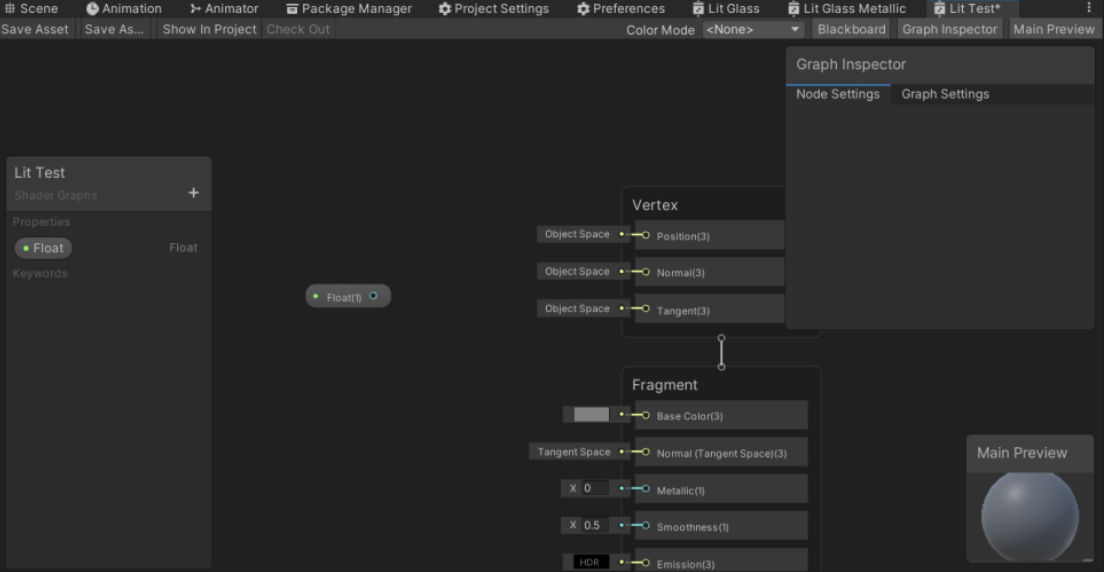 Scene Animation Animator Package Manager Project Settings Preferences Lit Glass Lit Glass Metallic Lit Test*
Save Asset Save As... Show In Project Check Out Color Mode <None> Blackboard Graph Inspector Main Preview
Graph Inspector
Node Settings Graph Settings
Lit Test
Shader Graphs
+
Properties
Float Float
Keywords
Float(1)
Vertex
Object Space Position(3)
Object Space Normal(3)
Object Space Tangent(3)
Fragment
Base Color(3)
Tangent Space Normal (Tangent Space)(3)
X 0 Metallic(1)
X 0.5 Smoothness(1)
HDR Emission(3)
Main Preview